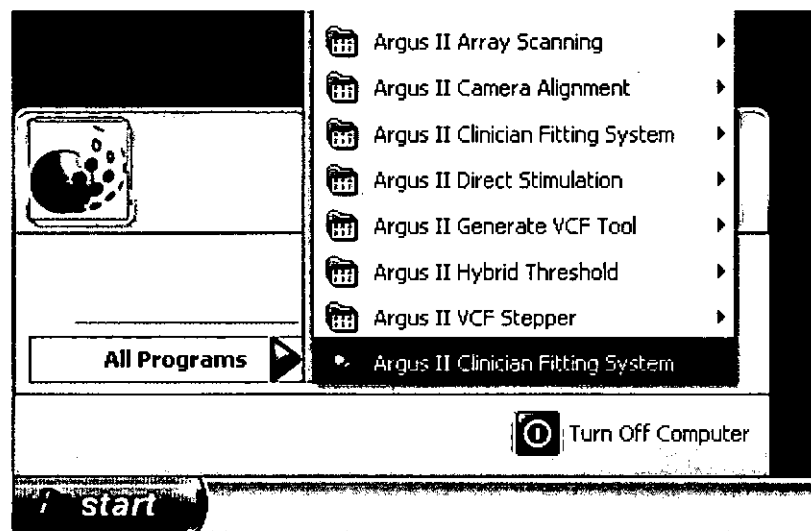 Argus II Array Scanning
Argus II Camera Alignment
Argus II Clinician Fitting System
Argus II Direct Stimulation
Argus II Generate VCF Tool
Argus II Hybrid Threshold
Argus II VCF Stepper
All Programs
Argus II Clinician Fitting System
Turn Off Computer
start